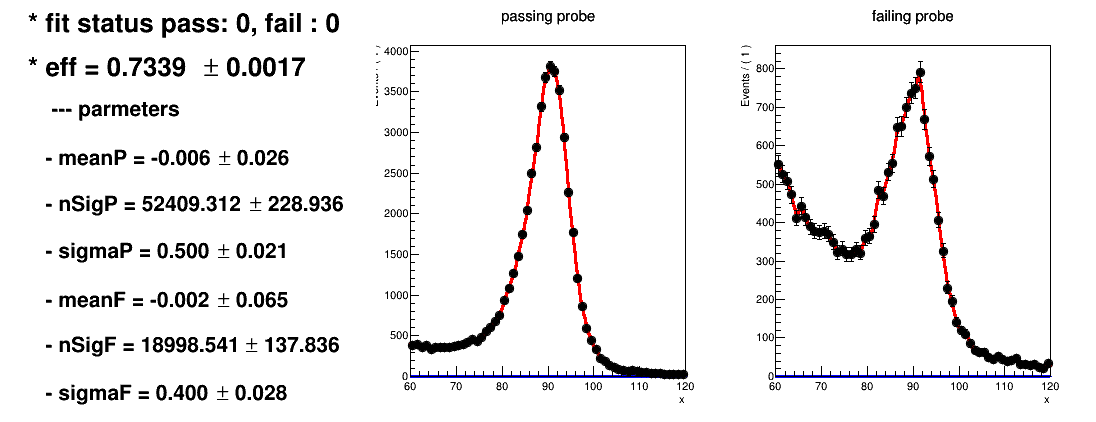 * fit status pass: 0, fail : 0
* eff = 0.7339 ± 0.0017
--- parmeters
- meanP = -0.006 ± 0.026
- nSigP = 52409.312 ± 228.936
- sigmaP = 0.500 ± 0.021
- meanF = -0.002 ± 0.065
- nSigF = 18998.541 ± 137.836
- sigmaF = 0.400 ± 0.028
passing probe
4000
3500
3000
2500
2000
1500
1000
500
0
60 70 80 90 100 110 120
x
failing probe
Events / ( 1 )
800
700
600
500
400
300
200
100
0
60 70 80 90 100 110 120
x